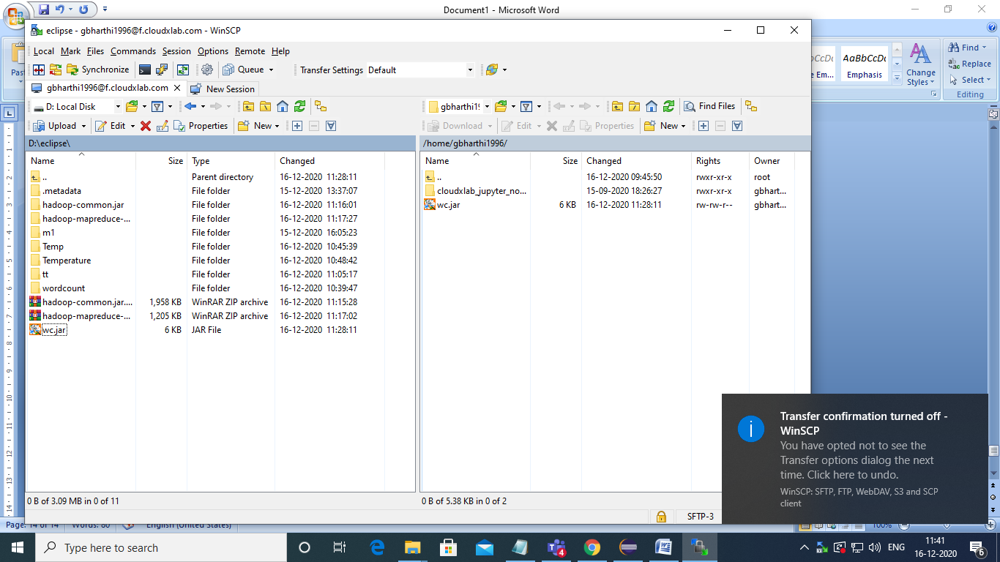 Document1 - Microsoft Word
eclipse - gbharthi1996@f.cloudxlab.com - WinSCP
Local Mark Files Commands Session Options Remote Help
Synchronize Queue Transfer Settings Default
gbharthi1996@f.cloudxlab.com New Session
D: Local Disk
Upload Edit Properties New
D:\eclipse\
Name Size Type Changed
.. Parent directory 16-12-2020 11:28:11
.metadata File folder 15-12-2020 13:37:07
hadoop-common.jar File folder 16-12-2020 11:16:01
hadoop-mapreduce-... File folder 16-12-2020 11:17:27
m1 File folder 15-12-2020 16:05:23
Temp File folder 16-12-2020 10:45:39
Temperature File folder 16-12-2020 10:48:42
tt File folder 16-12-2020 11:05:17
wordcount File folder 16-12-2020 10:39:47
hadoop-common.jar.... 1,958 KB WinRAR ZIP archive 16-12-2020 11:15:28
hadoop-mapreduce-... 1,205 KB WinRAR ZIP archive 16-12-2020 11:17:02
wc.jar 6 KB JAR File 16-12-2020 11:28:11
0 B of 3.09 MB in 0 of 11
gbharthi1! Find Files
Download Edit Properties New
/home/gbharthi1996/
Name Size Changed Rights Owner
.. 16-12-2020 09:45:50 rwxr-xr-x root
cloudxlab_jupyter_no... 15-09-2020 18:26:27 rwxr-xr-x gbhart...
wc.jar 6 KB 16-12-2020 11:28:11 rw-rw-r-- gbhart...
0 B of 5.38 KB in 0 of 2
SFTP-3
Past
AaBbCcDc
e Em... Emphasis
Change
Styles
Find
Replace
Select
Editing
Transfer confirmation turned off -
WinSCP
You have opted not to see the
Transfer options dialog the next
time. Click here to undo.
WinSCP: SFTP, FTP, WebDAV, S3 and SCP
client
Page: 14 of 14 Words: 80 English (United States) 100%
Type here to search
4
ENG
11:41
16-12-2020
6